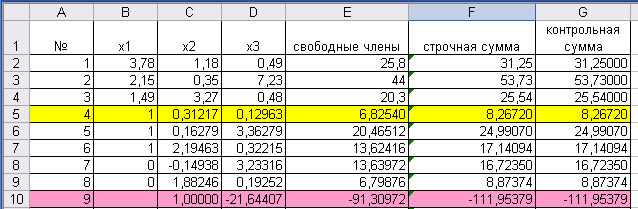 A B C D E F G
контрольная
1 № x1 x2 x3 свободные члены строчная сумма сумма
2 1 3,78 1,18 0,49 25,8 31,25 31,25000
3 2 2,15 0,35 7,23 44 53,73 53,73000
4 3 1,49 3,27 0,48 20,3 25,54 25,54000
5 4 1 0,31217 0,12963 6,82540 8,26720 8,26720
6 5 1 0,16279 3,36279 20,46512 24,99070 24,99070
7 6 1 2,19463 0,32215 13,62416 17,14094 17,14094
8 7 0 -0,14938 3,23316 13,63972 16,72350 16,72350
9 8 0 1,88246 0,19252 6,79876 8,87374 8,87374
10 9 1,00000 -21,64407 -91,30972 -111,95379 -111,95379